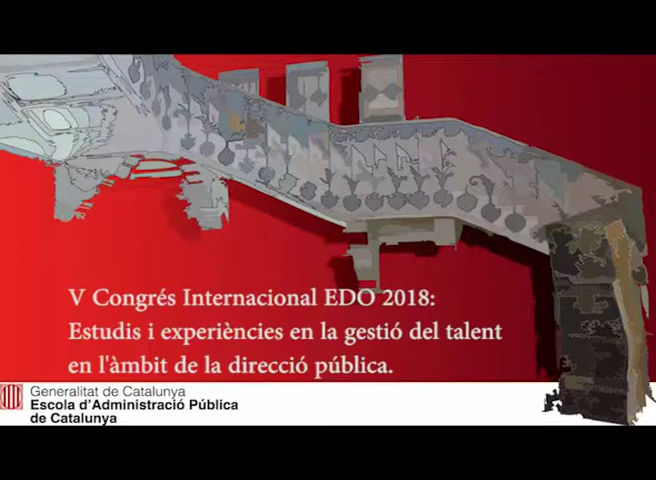 V Congrés Internacional EDO 2018:
Estudis i experiències en la gestió del talent
en l'àmbit de la direcció pública.
Generalitat de Catalunya
Escola d'Administració Pública
de Catalunya